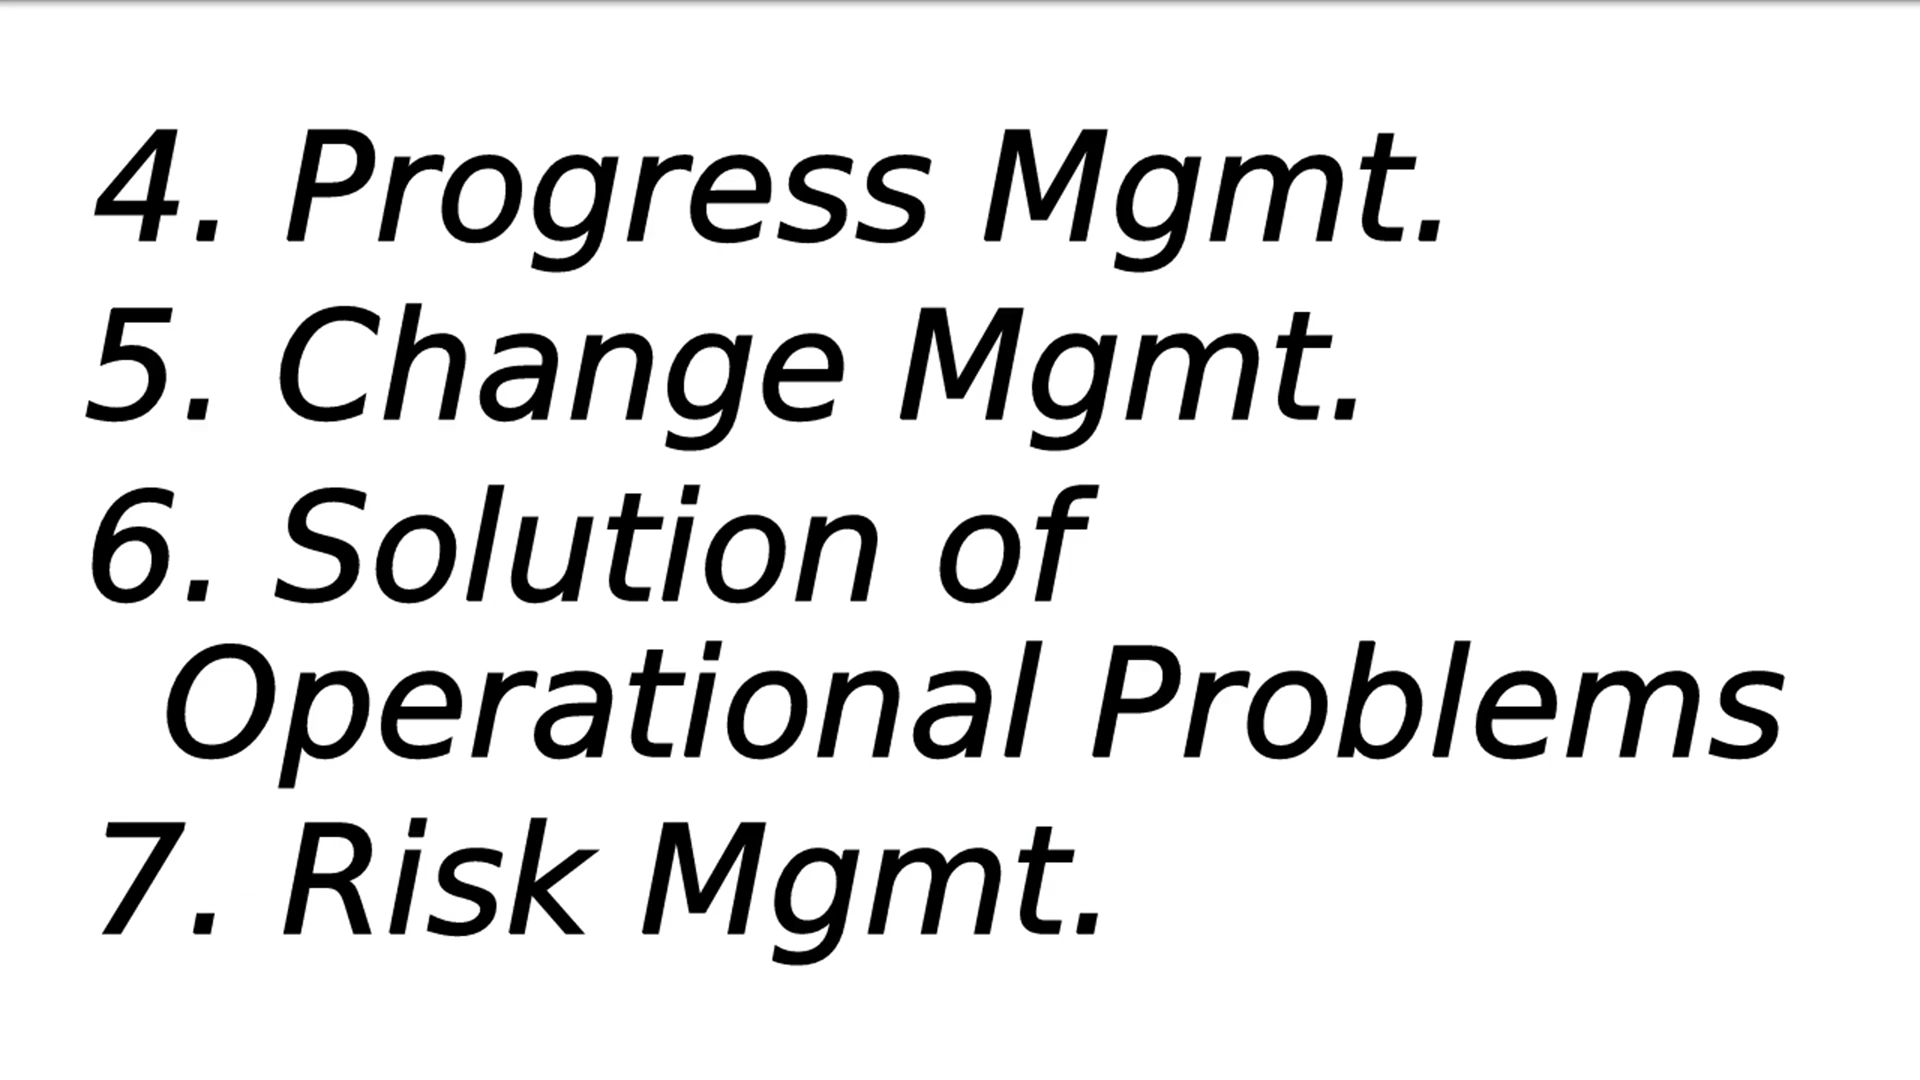 4. Progress Mgmt.
5. Change Mgmt.
6. Solution of
Operational Problems
7. Risk Mgmt.